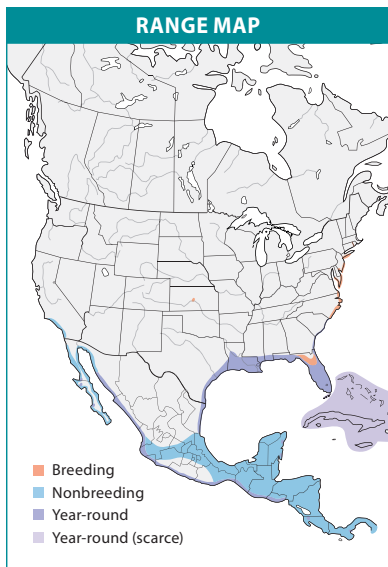 RANGE MAP
Breeding
Nonbreeding
Year-round
Year-round (scarce)